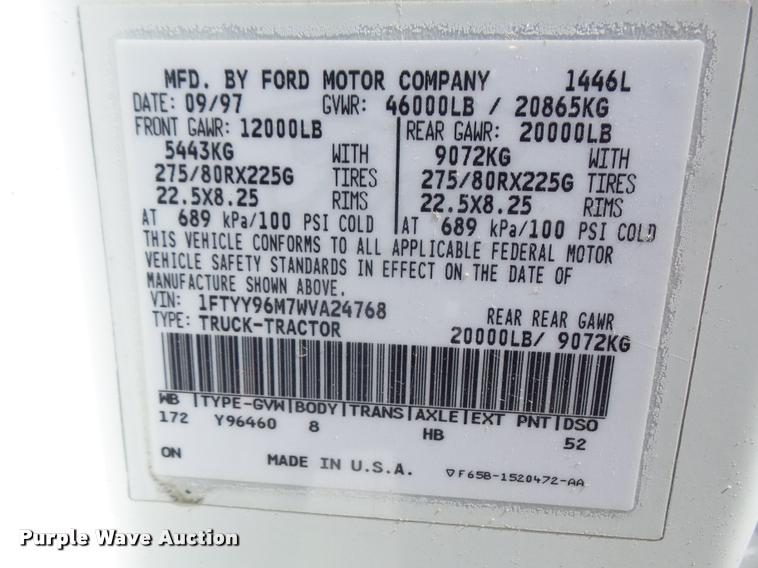 MFD. BY FORD MOTOR COMPANY 1446L
DATE: 09/97 GVWR: 46000LB / 20865KG
FRONT GAWR: 12000LB REAR GAWR: 20000LB
5443KG WITH 9072KG WITH
275/80RX225G TIRES 275/80RX225G TIRES
22.5X8.25 RIMS 22.5X8.25 RIMS
AT 689 kPa/100 PSI COLD AT 689 kPa/100 PSI COLD
THIS VEHICLE CONFORMS TO ALL APPLICABLE FEDERAL MOTOR
VEHICLE SAFETY STANDARDS IN EFFECT ON THE DATE OF
MANUFACTURE SHOWN ABOVE.
VIN: 1FTYY96M7WVA24768 REAR REAR GAWR
TYPE: TRUCK-TRACTOR 20000LB/ 9072KG
WB |TYPE-GVW|BODY|TRANS|AXLE|EXT PNT|DSO
172 Y96460 8 HB 52
ON
MADE IN U.S.A. ▽F65B-1520472-AA
Purple Wave Auction